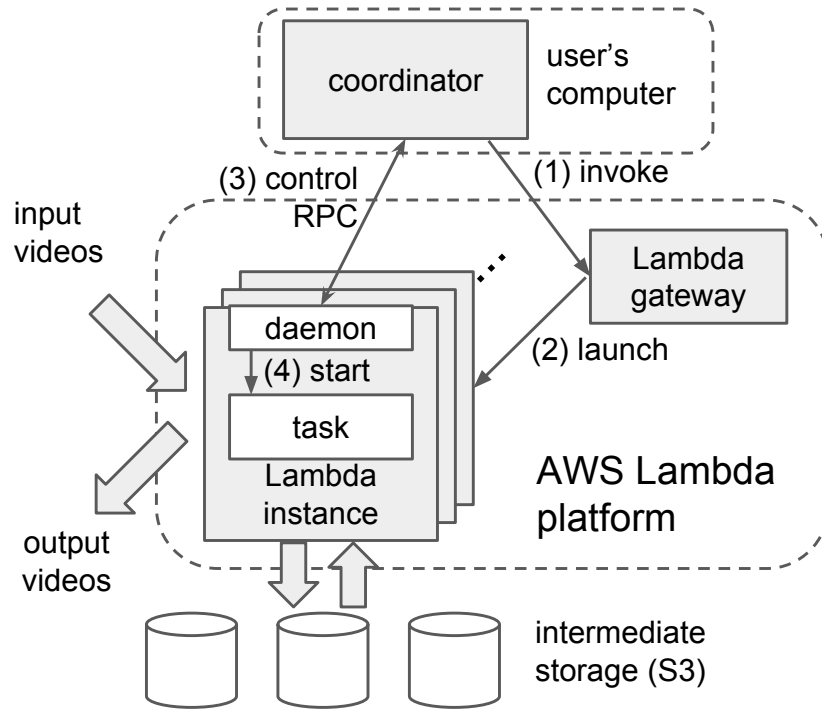 coordinator
user's
computer
(3) control
RPC
(1) invoke
input
videos
Lambda
gateway
daemon
(2) launch
(4) start
task
Lambda
instance
AWS Lambda
platform
output
videos
intermediate
storage (S3)